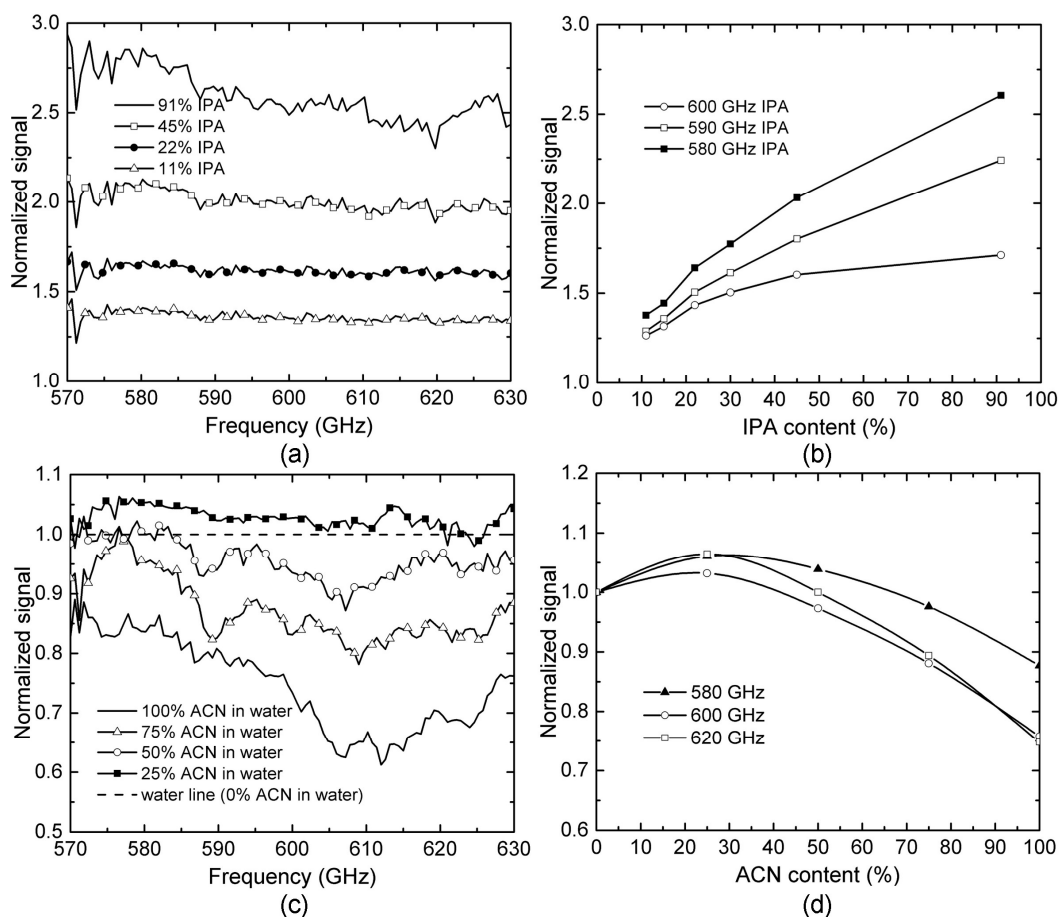 3.0
2.5
2.0
1.5
1.0
Normalized signal
91% IPA
45% IPA
22% IPA
11% IPA
570 580 590 600 610 620 630
Frequency (GHz)
(a)
3.0
2.5
2.0
1.5
1.0
Normalized signal
600 GHz IPA
590 GHz IPA
580 GHz IPA
0 10 20 30 40 50 60 70 80 90 100
IPA content (%)
(b)
1.1
1.0
0.9
0.8
0.7
0.6
0.5
Normalized signal
100% ACN in water
75% ACN in water
50% ACN in water
25% ACN in water
water line (0% ACN in water)
570 580 590 600 610 620 630
Frequency (GHz)
(c)
1.2
1.1
1.0
0.9
0.8
0.7
0.6
Normalized signal
580 GHz
600 GHz
620 GHz
0 10 20 30 40 50 60 70 80 90 100
ACN content (%)
(d)